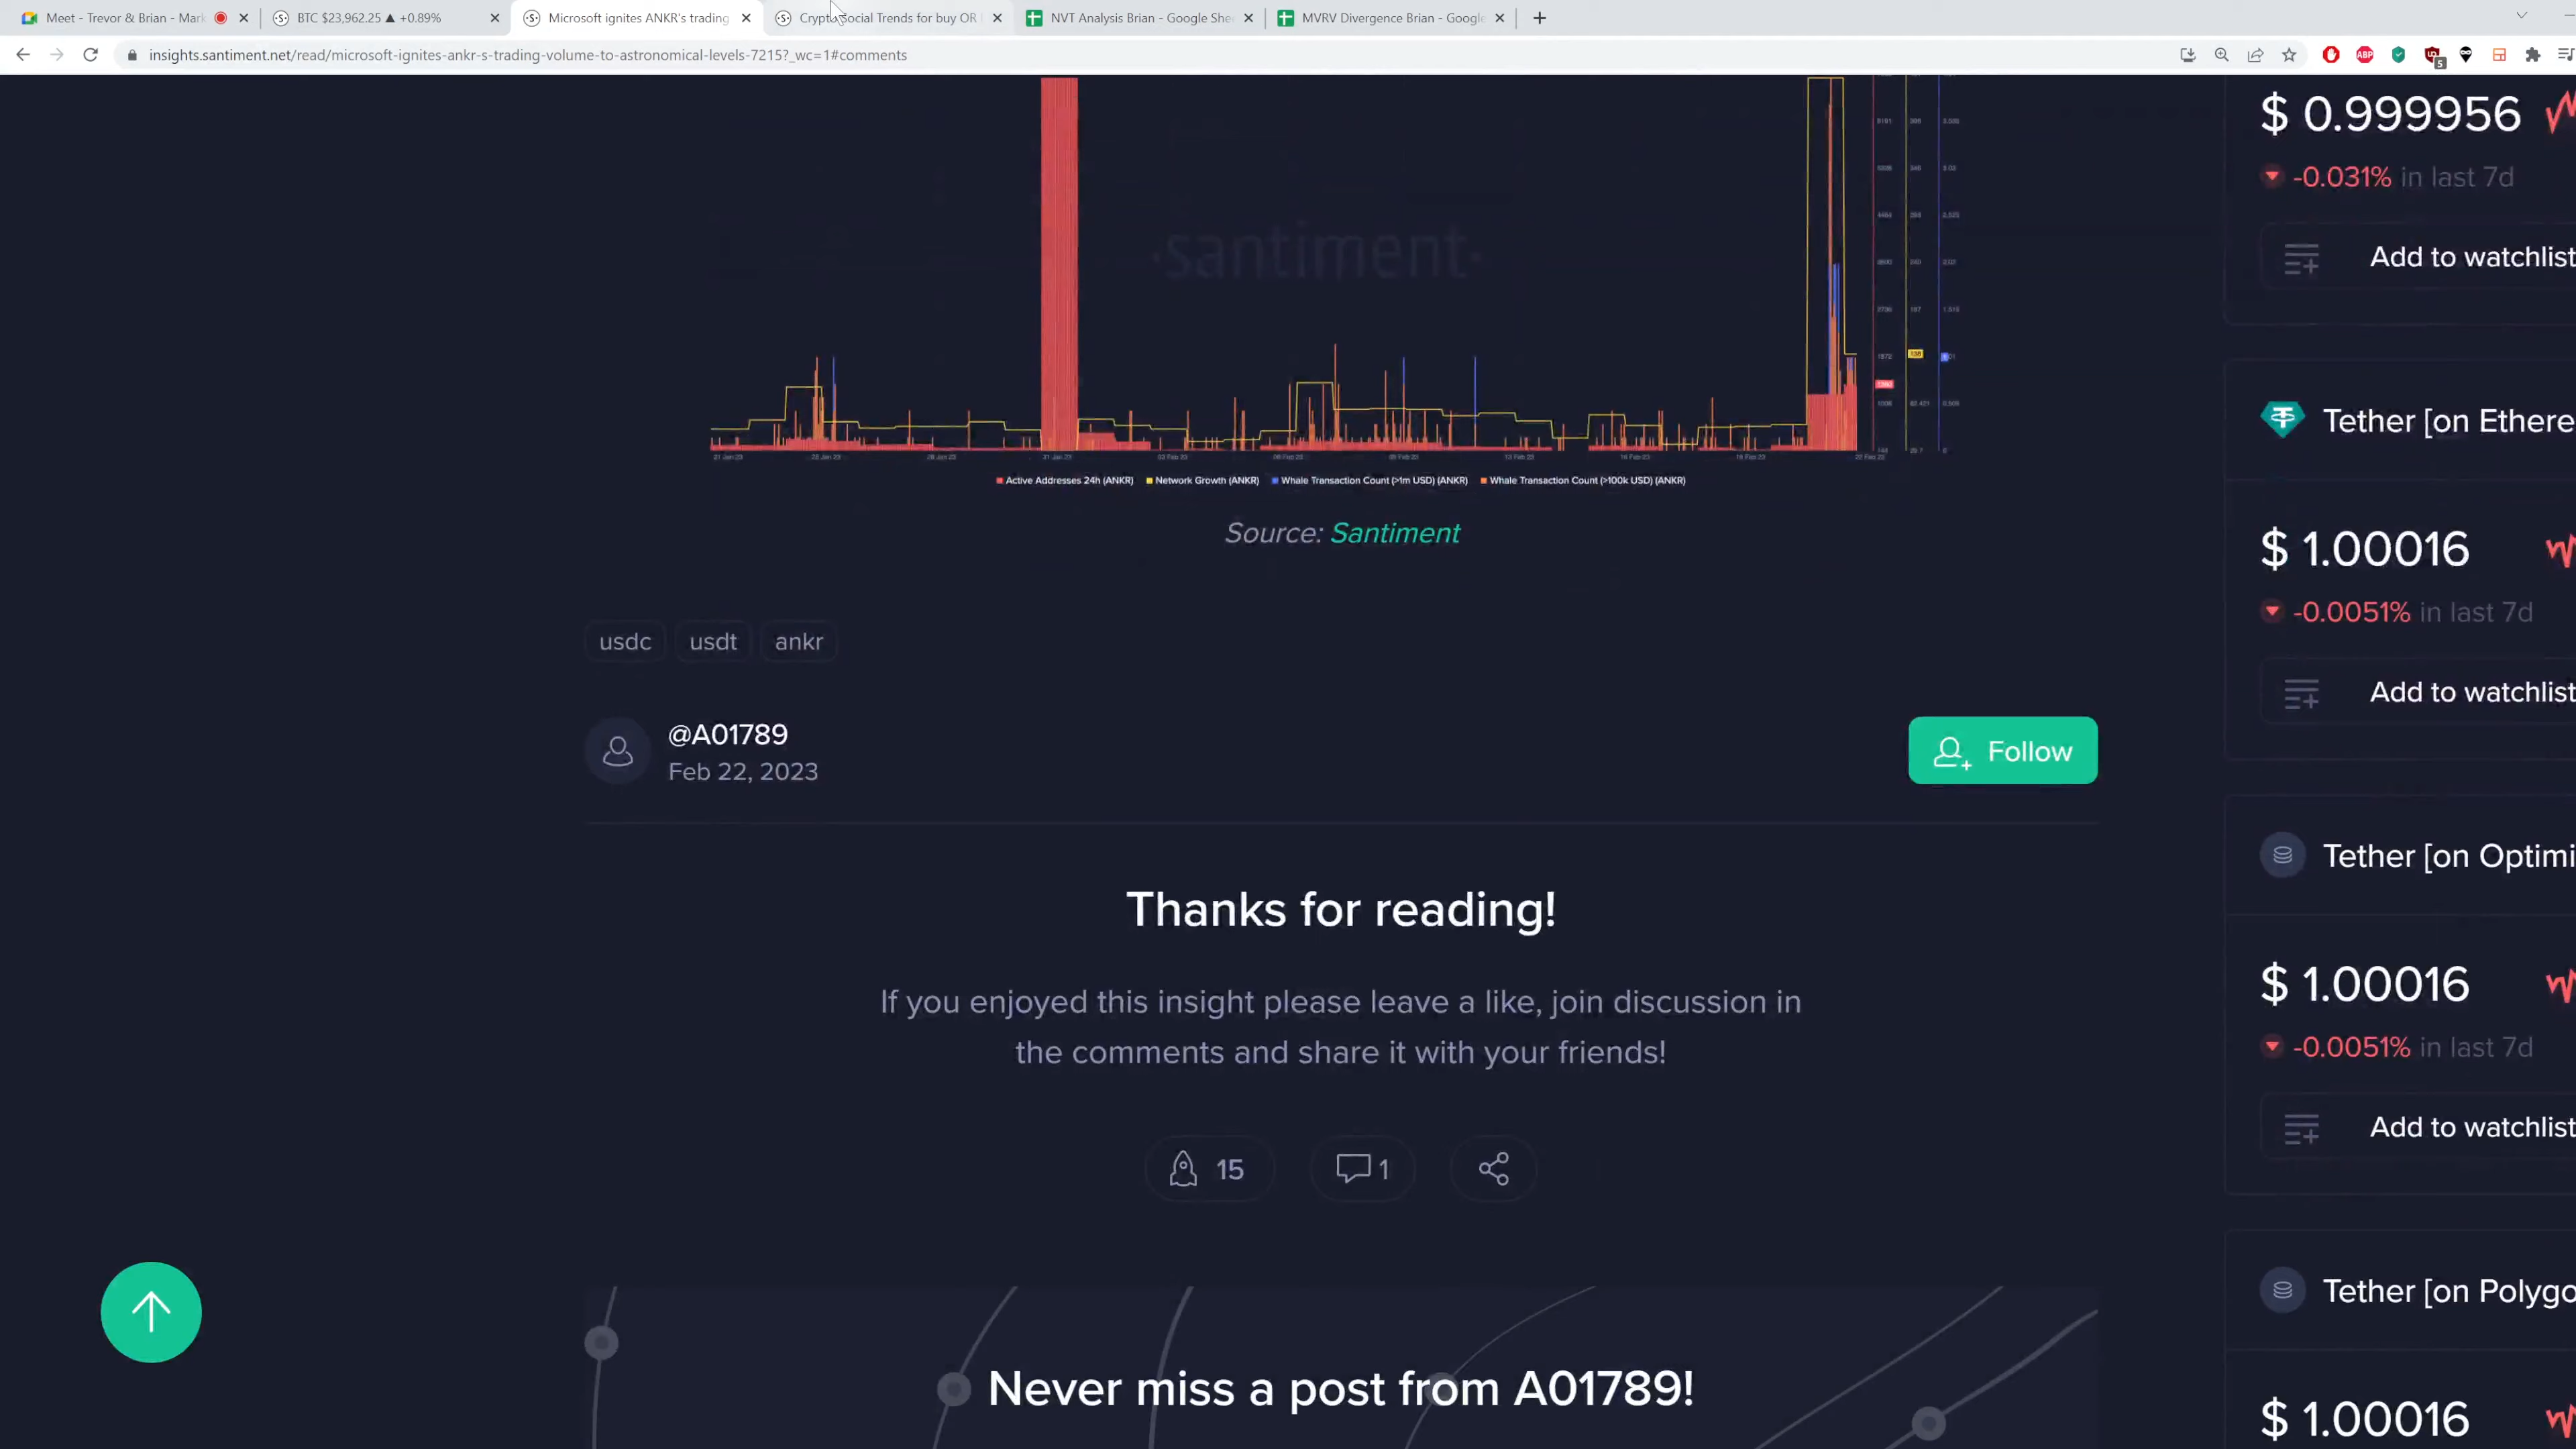 Meet - Trevor & Brian - Mark
BTC $23,962.25 ▲ +0.89%
Microsoft ignites ANKR's trading
Crypto Social Trends for buy OR
NVT Analysis Brian - Google She
MVRV Divergence Brian - Google
insights.santiment.net/read/microsoft-ignites-ankr-s-trading-volume-to-astronomical-levels-7215?_wc=1#comments
ABP
5
·santiment·
Active Addresses 24h (ANKR)
Network Growth (ANKR)
Whale Transaction Count (>1m USD) (ANKR)
Whale Transaction Count (>100k USD) (ANKR)
Source: Santiment
usdc
usdt
ankr
@A01789
Feb 22, 2023
Follow
Thanks for reading!
If you enjoyed this insight please leave a like, join discussion in
the comments and share it with your friends!
15
1
Never miss a post from A01789!
$ 0.999956
-0.031% in last 7d
Add to watchlist
Tether [on Ethere
$ 1.00016
-0.0051% in last 7d
Add to watchlist
Tether [on Optimi
$ 1.00016
-0.0051% in last 7d
Add to watchlist
Tether [on Polygo
$ 1.00016